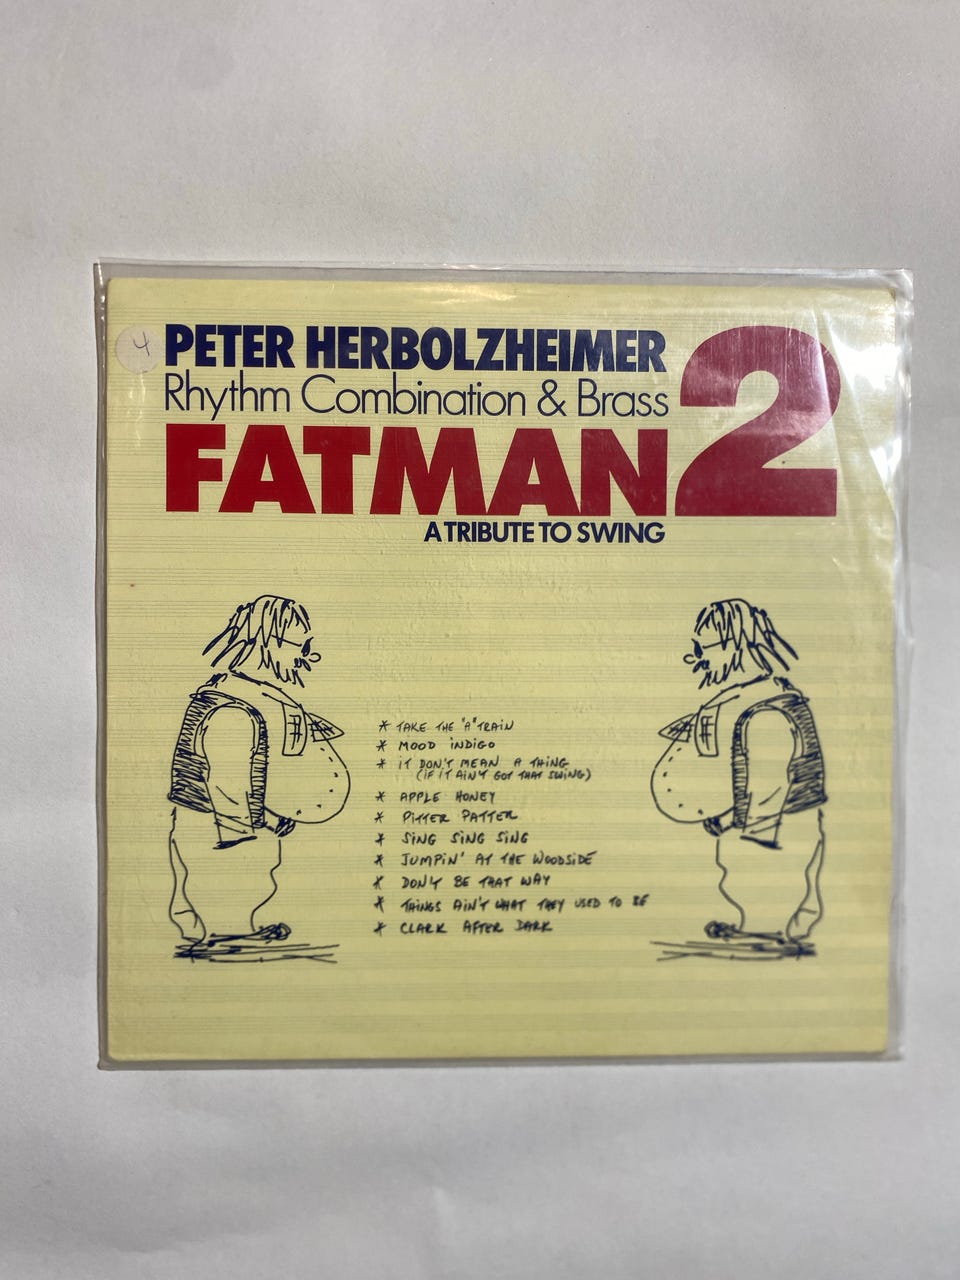 4
PETER HERBOLZHEIMER
Rhythm Combination & Brass
FATMAN 2
A TRIBUTE TO SWING
* TAKE THE "A" TRAIN
* MOOD INDIGO
* IT DON'T MEAN A THING
(IF IT AIN'T GOT THAT SWING)
* APPLE HONEY
* PITTER PATTER
* SING SING SING
* JUMPIN' AT THE WOODSIDE
* DON'T BE THAT WAY
* THINGS AIN'T WHAT THEY USED TO BE
* CLARK AFTER DARK